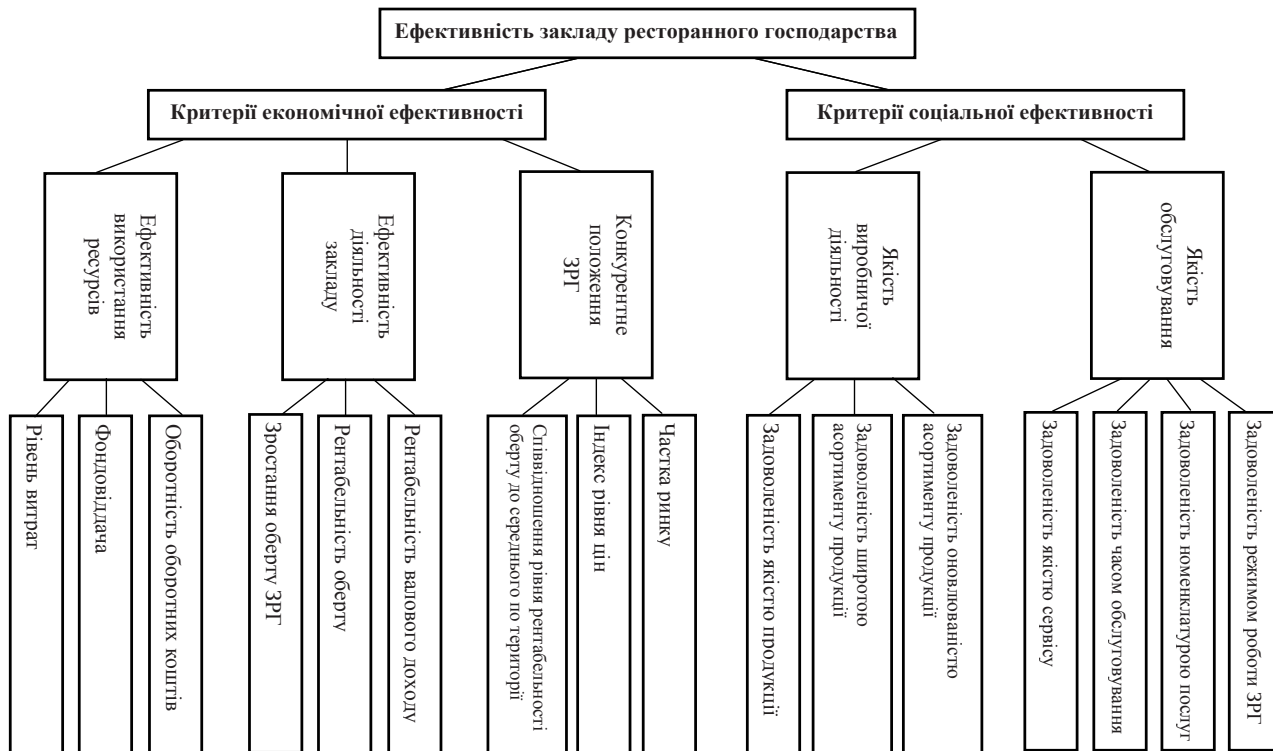 Ефективність закладу ресторанного господарства
Критерії економічної ефективності
Критерії соціальної ефективності
Ефективність
використання
ресурсів
Ефективність
діяльності
закладу
Конкурентне
положення
ЗРГ
Якість
виробничої
діяльності
Якість
обслуговування
Рівень витрат
Фондовіддача
Оборотність оборотних коштів
Зростання оберту ЗРГ
Рентабельність оберту
Рентабельність валового доходу
Співвідношення рівня рентабельності
оберту до середнього по території
Індекс рівня цін
Частка ринку
Задоволеність якістю продукції
Задоволеність широтою
асортименту продукції
Задоволеність оновлюваністю
асортименту продукції
Задоволеність якістю сервісу
Задоволеність часом обслуговування
Задоволеність номенклатурою послуг
Задоволеність режимом роботи ЗРГ